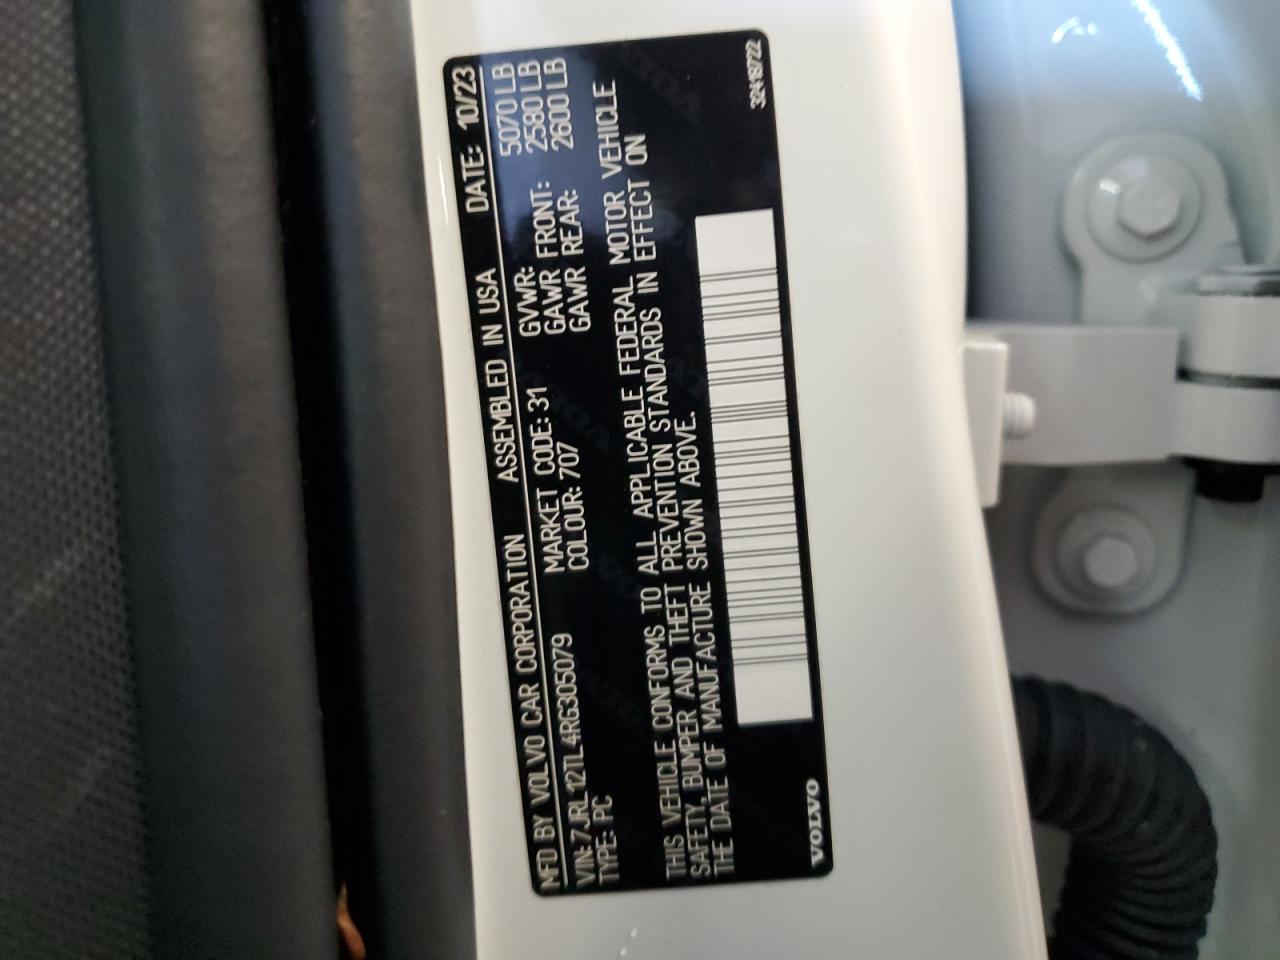 MFD BY VOLVO CAR CORPORATION ASSEMBLED IN USA DATE: 10/23
VIN: 7JRL12TL4RG305079 MARKET CODE: 31 GVWR: 5070 LB
TYPE: PC COLOUR: 707 GAWR FRONT: 2580 LB
GAWR REAR: 2600 LB
THIS VEHICLE CONFORMS TO ALL APPLICABLE FEDERAL MOTOR VEHICLE
SAFETY, BUMPER AND THEFT PREVENTION STANDARDS IN EFFECT ON
THE DATE OF MANUFACTURE SHOWN ABOVE.
VOLVO
32419722